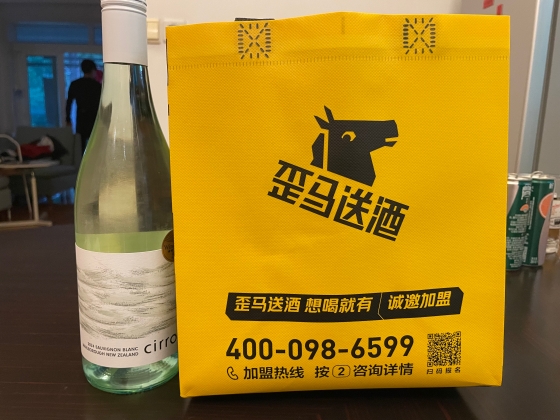 歪马送酒
歪马送酒 想喝就有 诚邀加盟
400-098-6599
加盟热线 按2咨询详情
扫码报名
SAUVIGNON BLANC
NEW ZEALAND
Cirro